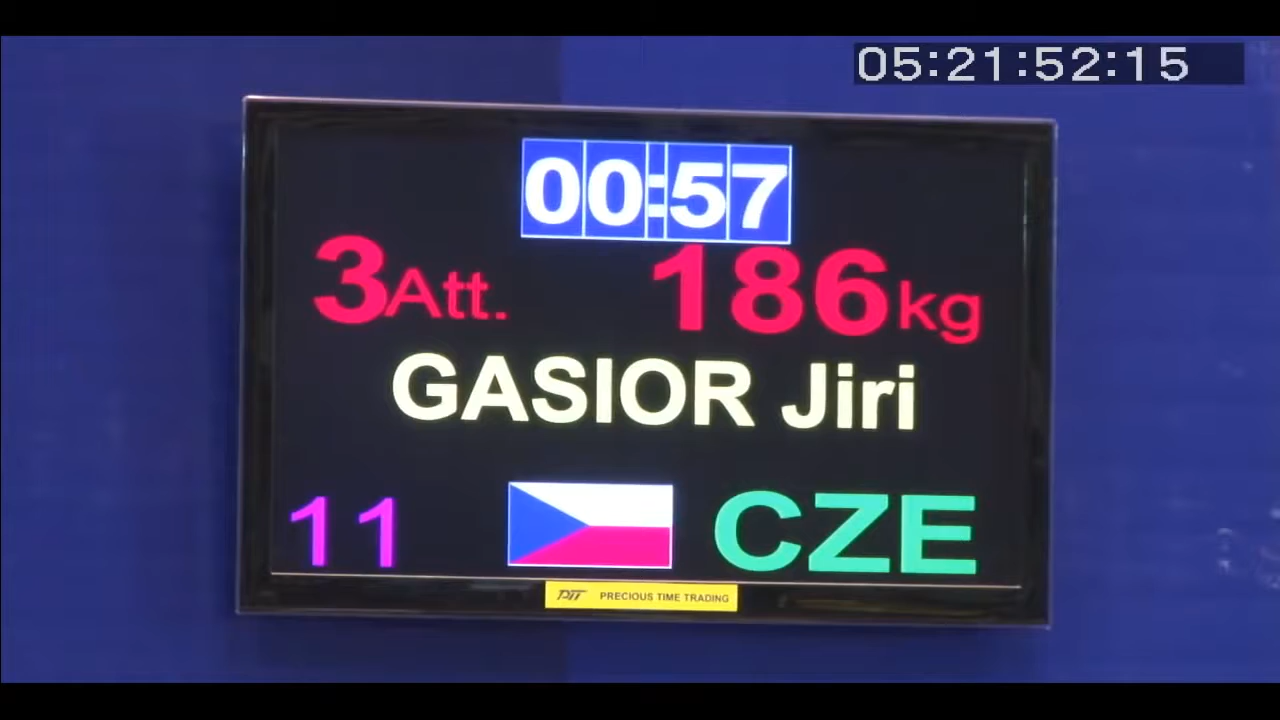 05:21:52:15
00:57
3Att. 186kg
GASIOR Jiri
11 CZE
PTT PRECIOUS TIME TRADING